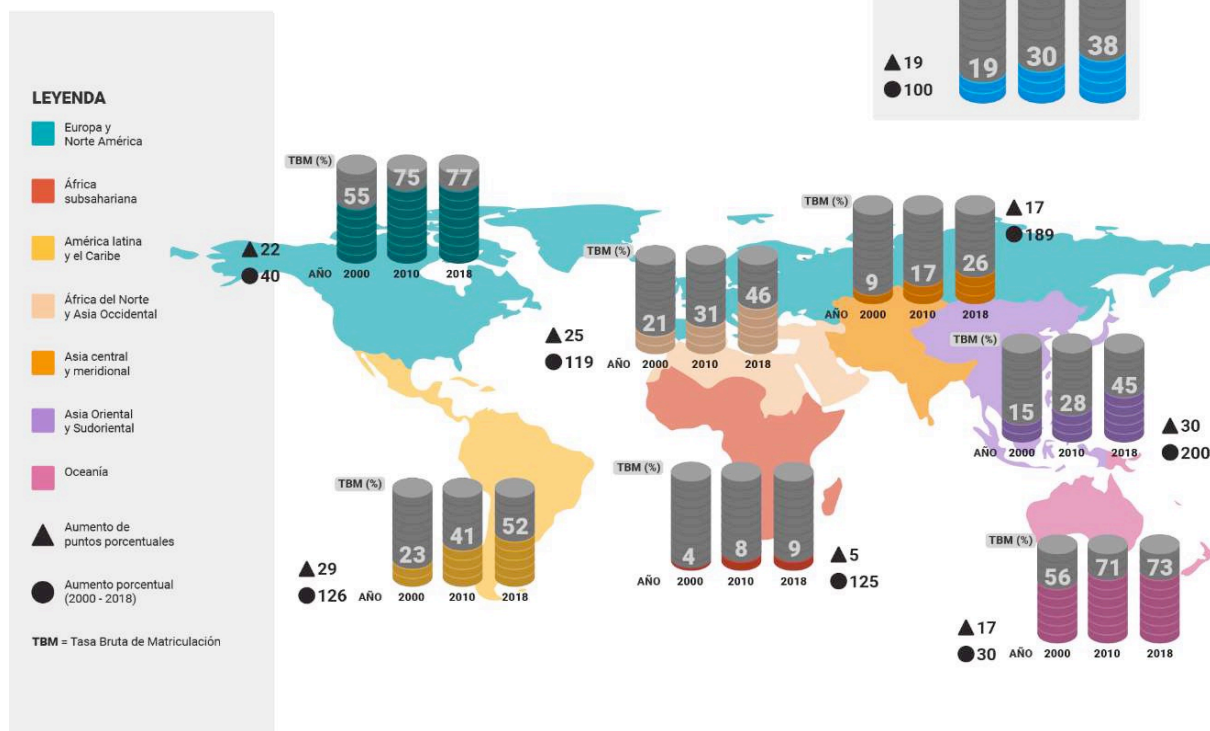 LEYENDA
Europa y
Norte América
África
subsahariana
América latina
y el Caribe
África del Norte
y Asia Occidental
Asia central
y meridional
Asia Oriental
y Sudoriental
Oceanía
Aumento de
puntos porcentuales
Aumento porcentual
(2000 - 2018)
TBM = Tasa Bruta de Matriculación
19
100
19 30 38
TBM (%)
55 75 77
22
40
AÑO 2000 2010 2018
TBM (%)
21 31 46
25
119
AÑO 2000 2010 2018
TBM (%)
9 17 26
17
189
AÑO 2000 2010 2018
TBM (%)
15 28 45
30
200
AÑO 2000 2010 2018
TBM (%)
23 41 52
29
126
AÑO 2000 2010 2018
TBM (%)
4 8 9
5
125
AÑO 2000 2010 2018
TBM (%)
56 71 73
17
30
AÑO 2000 2010 2018